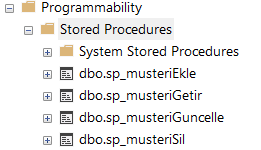 Programmability
Stored Procedures
System Stored Procedures
dbo.sp_musteriEkle
dbo.sp_musteriGetir
dbo.sp_musteriGuncelle
dbo.sp_musteriSil